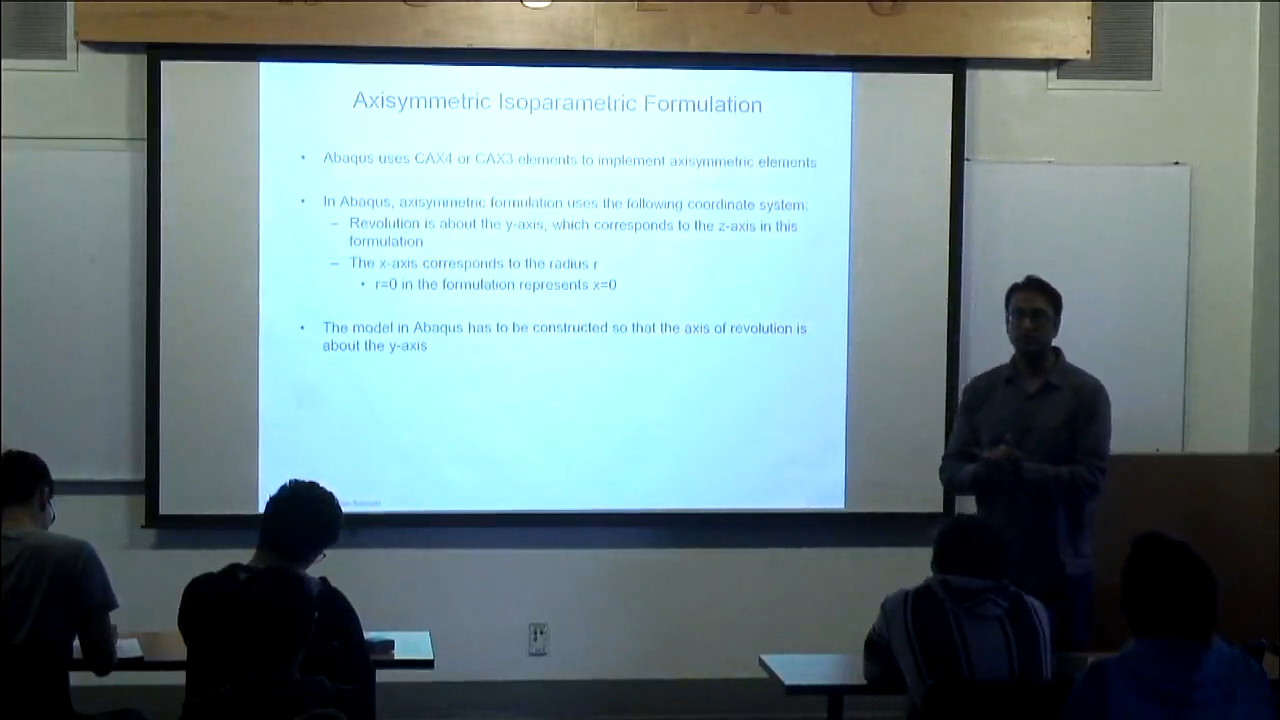 Axisymmetric Isoparametric Formulation
• Abaqus uses CAX4 or CAX3 elements to implement axisymmetric elements
• In Abaqus, axisymmetric formulation uses the following coordinate system:
– Revolution is about the y-axis, which corresponds to the z-axis in this
formulation
– The x-axis corresponds to the radius r
• r=0 in the formulation represents x=0
• The model in Abaqus has to be constructed so that the axis of revolution is
about the y-axis